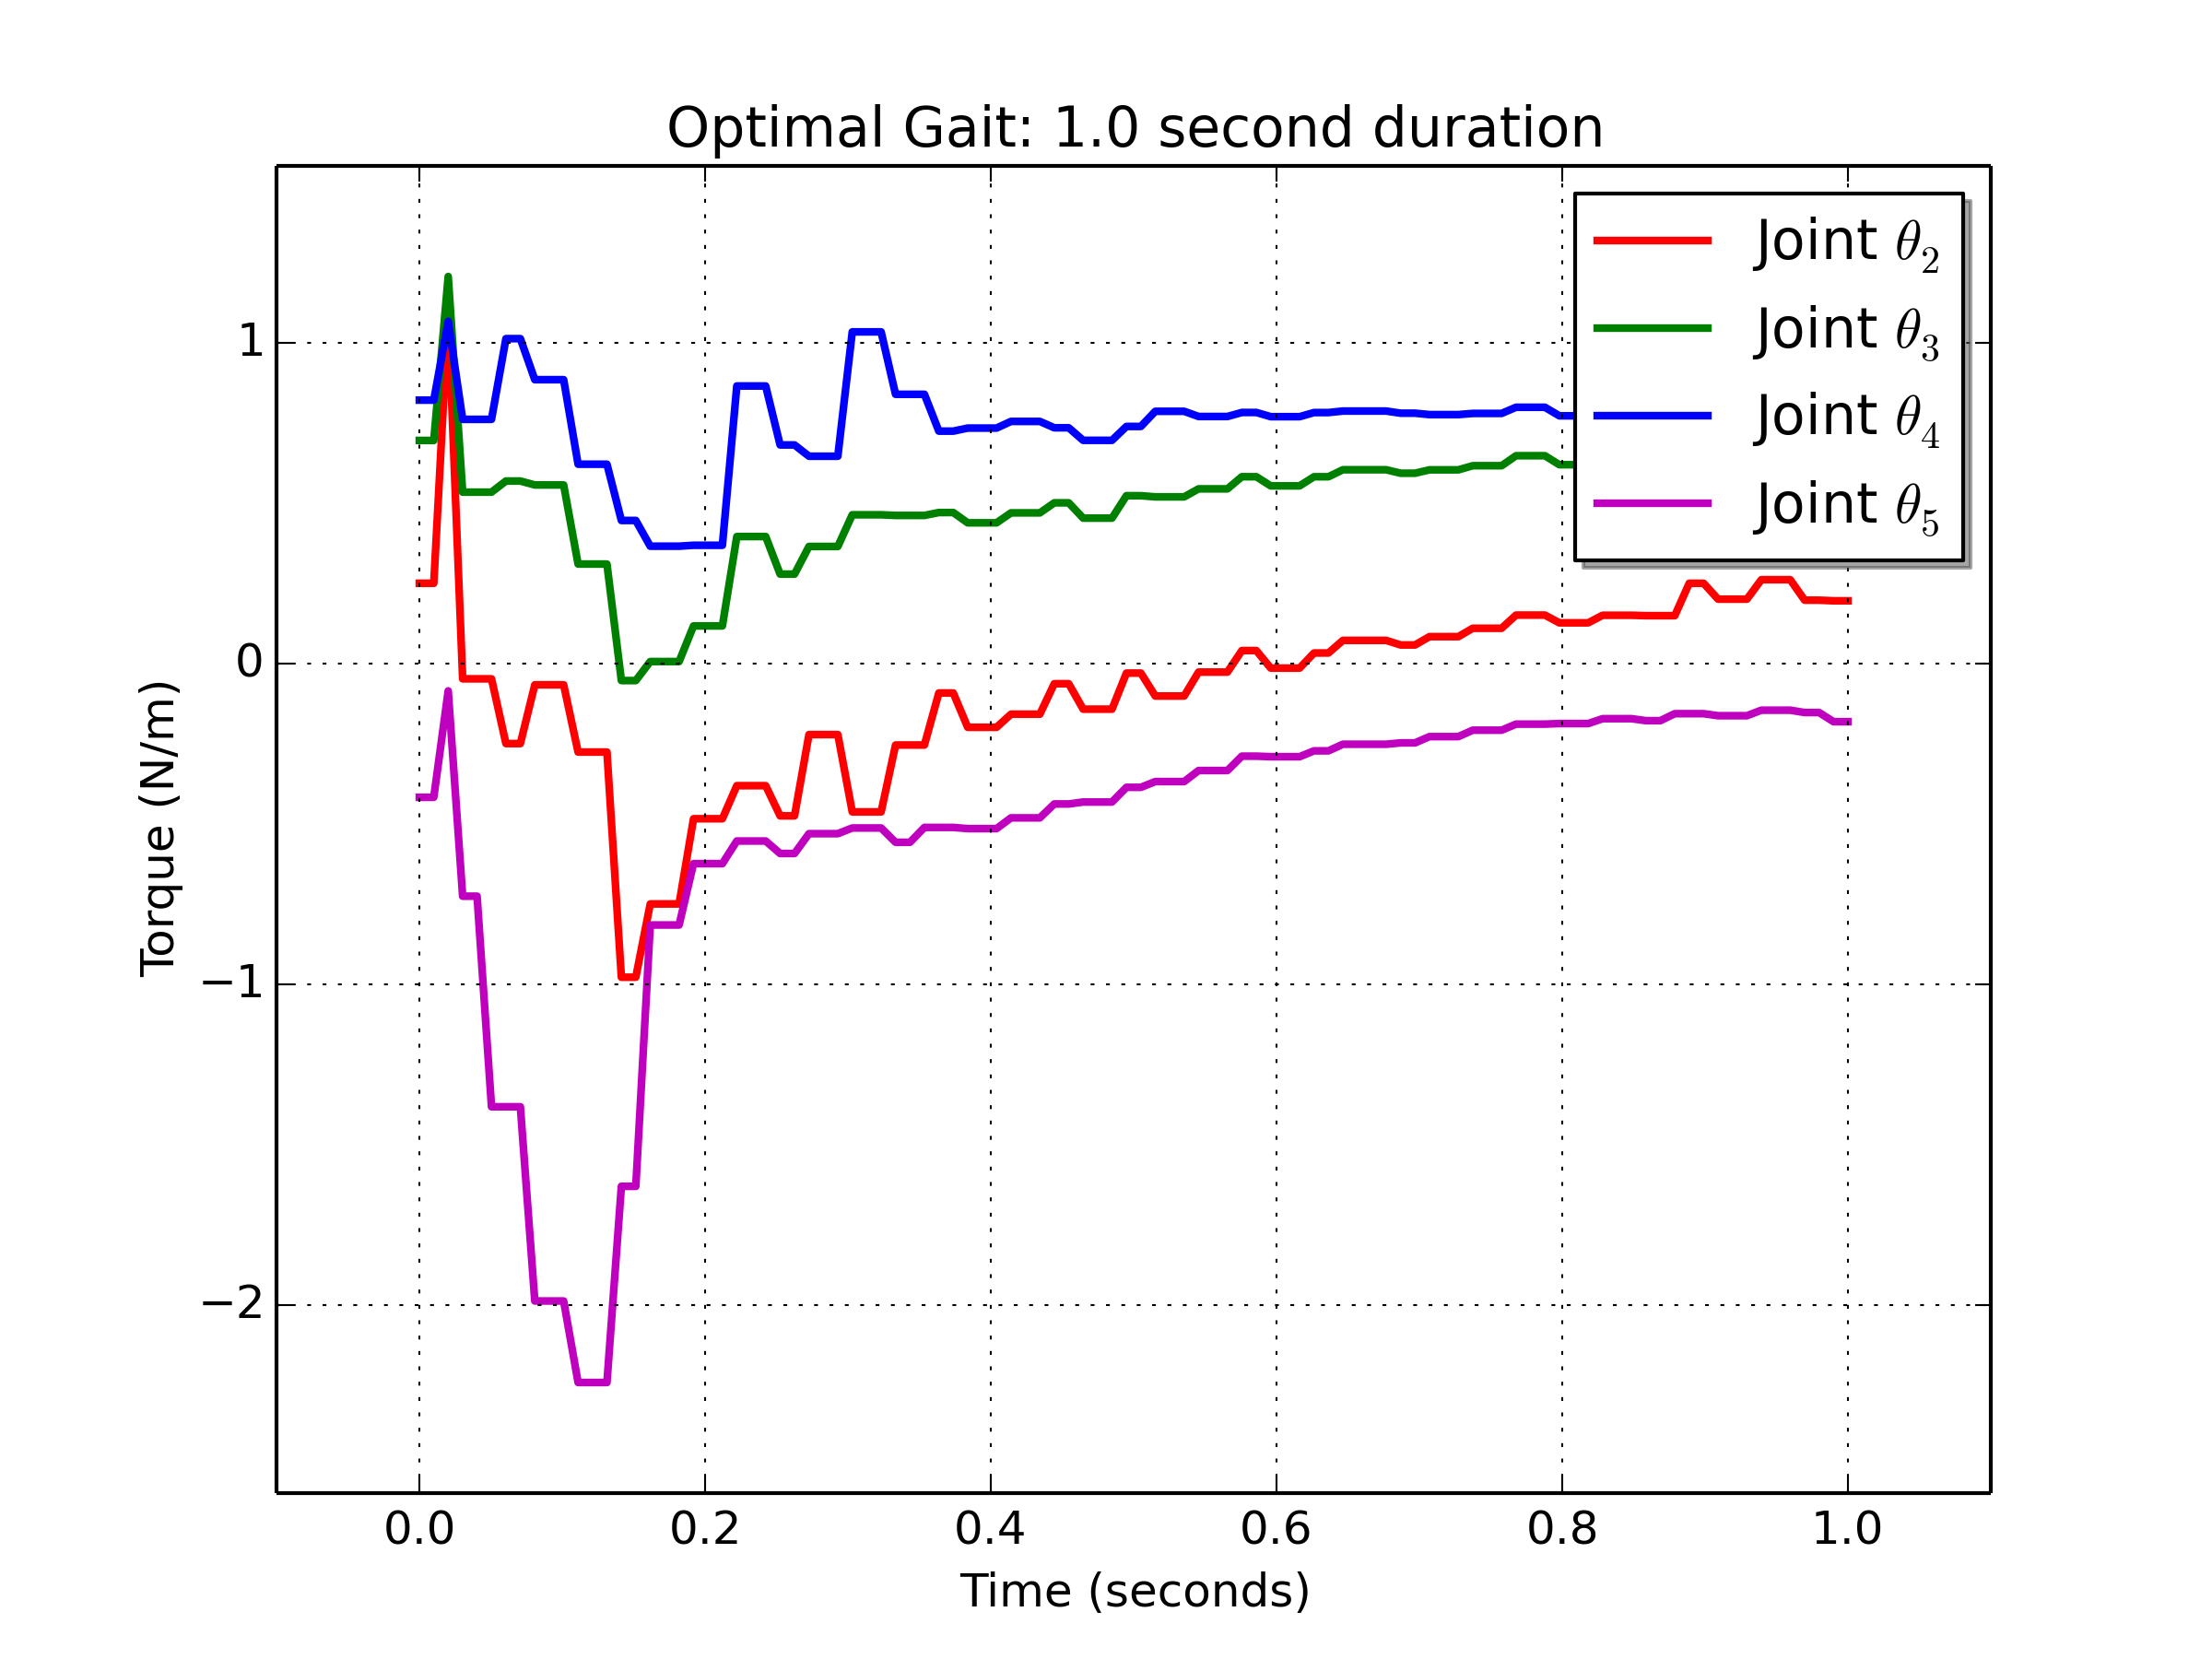 Optimal Gait: 1.0 second duration
Joint θ₂
Joint θ₃
Joint θ₄
Joint θ₅
1
0
−1
−2
Torque (N/m)
0.0 0.2 0.4 0.6 0.8 1.0
Time (seconds)